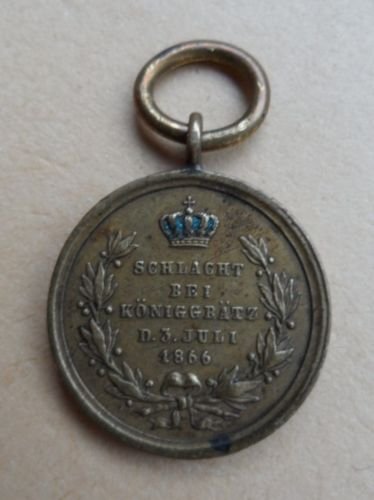 SCHLACHT
BEI
KÖNIGGRÄTZ
D. 3. JULI
1866